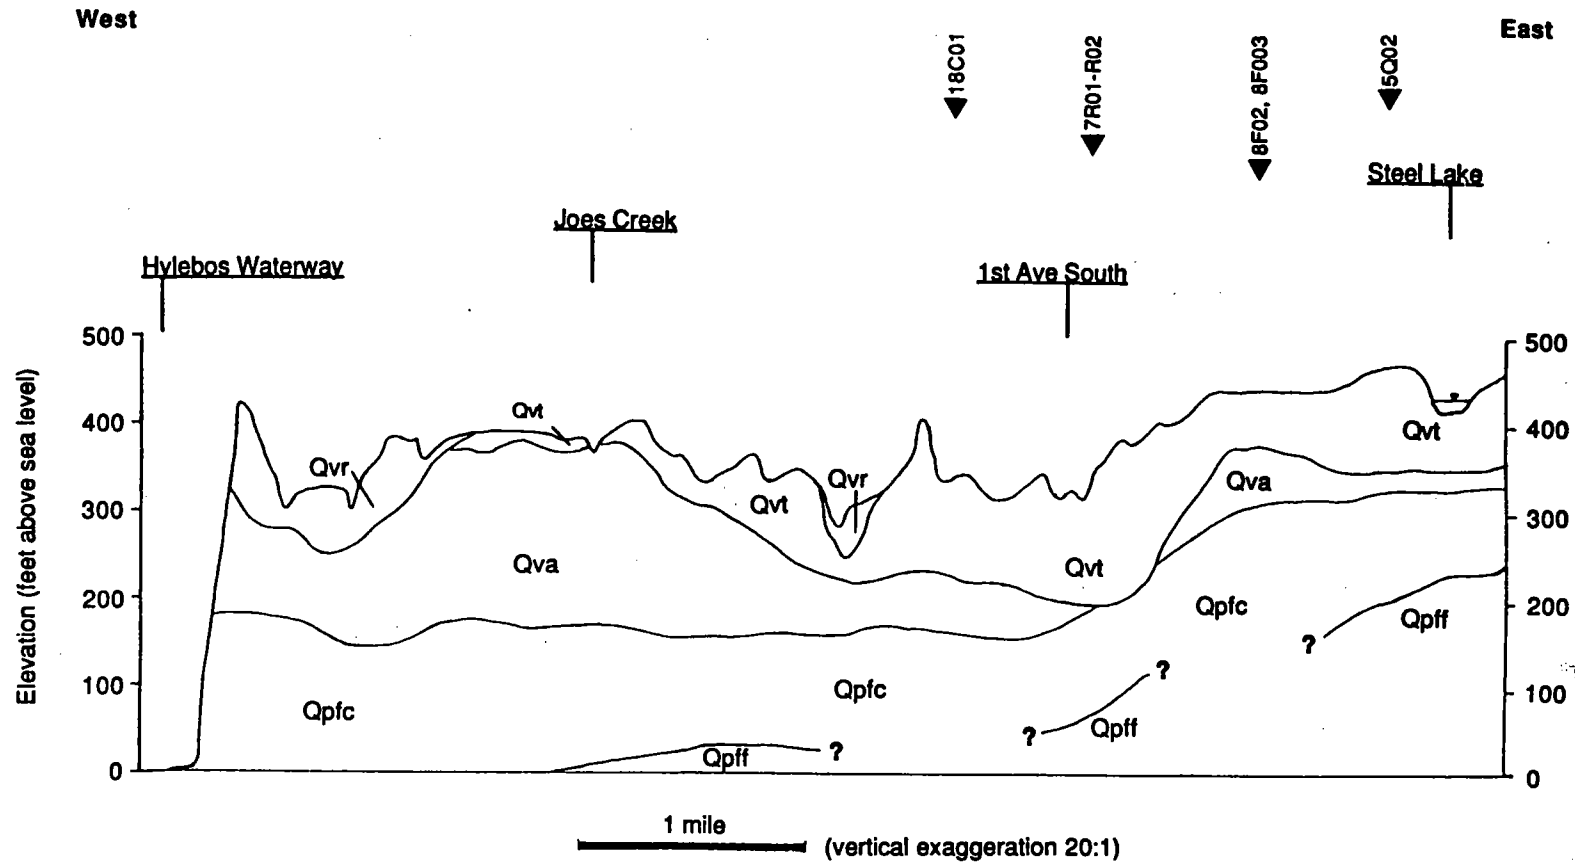 West
East
18C01
7R01-R02
8F02, 8F003
5Q02
Steel Lake
Joes Creek
Hylebos Waterway
1st Ave South
500
400
300
200
100
0
Elevation (feet above sea level)
500
400
300
200
100
0
Qvt
Qvr
Qvt
Qvr
Qvt
Qva
Qva
Qvt
Qpfc
Qpff
Qpfc
Qpfc
Qpff
?
?
?
?
Qpff
1 mile
(vertical exaggeration 20:1)